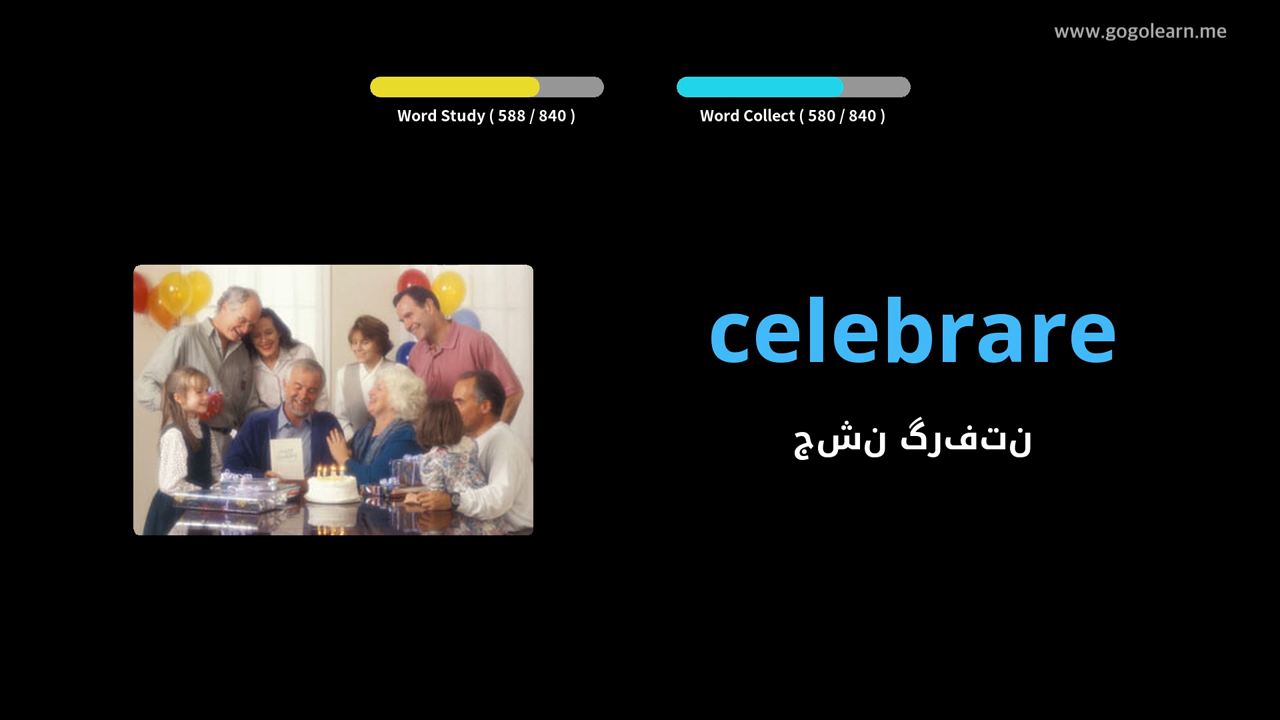 www.gogolearn.me
Word Study ( 588 / 840 )
Word Collect ( 580 / 840 )
celebrare
جشن گرفتن